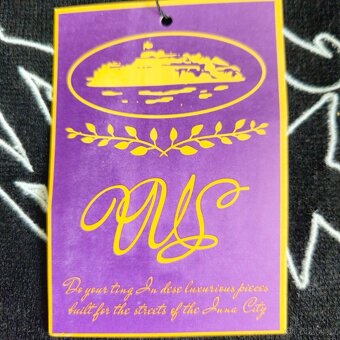 Do your ting In dese luxurious pieces
built for the streets of the Inna City